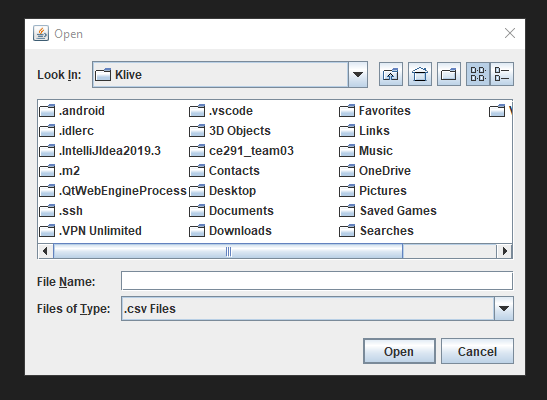 Open
Look In: Klive
.android
.idlerc
.IntelliJIdea2019.3
.m2
.QtWebEngineProcess
.ssh
.VPN Unlimited
.vscode
3D Objects
ce291_team03
Contacts
Desktop
Documents
Downloads
Favorites
Links
Music
OneDrive
Pictures
Saved Games
Searches
File Name:
Files of Type: .csv Files
Open Cancel